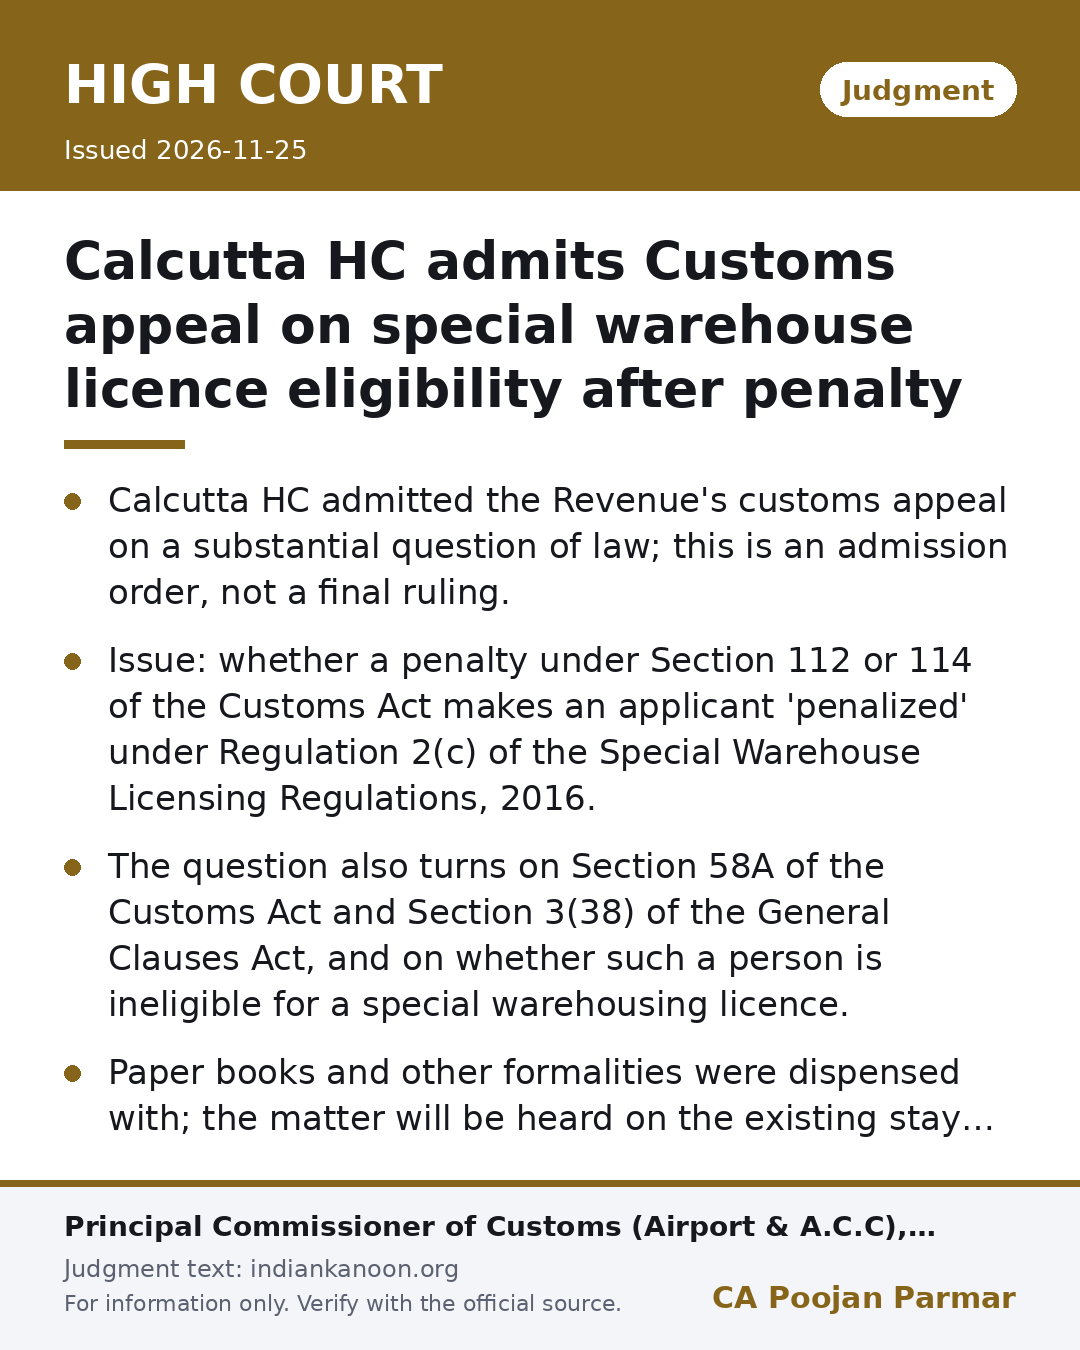 HIGH COURT
Judgment
Issued 2026-11-25
Calcutta HC admits Customs
appeal on special warehouse
licence eligibility after penalty
Calcutta HC admitted the Revenue's customs appeal
on a substantial question of law; this is an admission
order, not a final ruling.
Issue: whether a penalty under Section 112 or 114
of the Customs Act makes an applicant 'penalized'
under Regulation 2(c) of the Special Warehouse
Licensing Regulations, 2016.
The question also turns on Section 58A of the
Customs Act and Section 3(38) of the General
Clauses Act, and on whether such a person is
ineligible for a special warehousing licence.
Paper books and other formalities were dispensed
with; the matter will be heard on the existing stay…
Principal Commissioner of Customs (Airport & A.C.C),…
Judgment text: indiankanoon.org
For information only. Verify with the official source.
CA Poojan Parmar